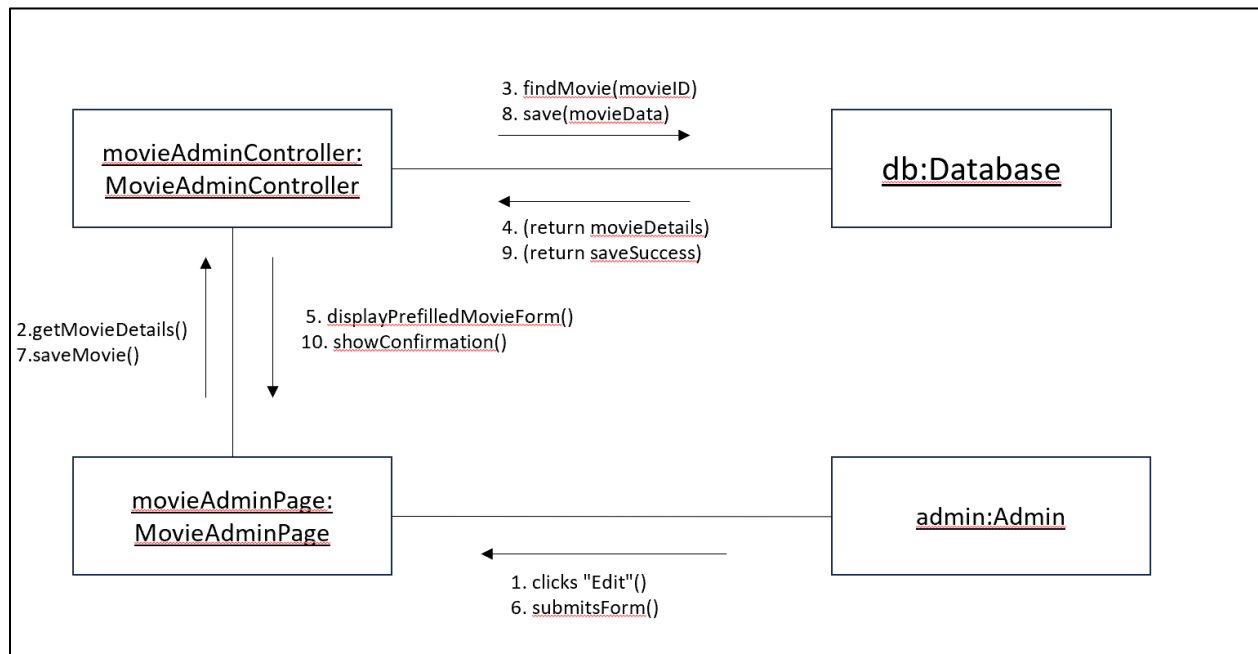 3. findMovie(movieID)
8. save(movieData)
movieAdminController:
MovieAdminController
db:Database
4. (return movieDetails)
9. (return saveSuccess)
2.getMovieDetails()
7.saveMovie()
5. displayPrefilledMovieForm()
10. showConfirmation()
movieAdminPage:
MovieAdminPage
admin:Admin
1. clicks "Edit"()
6. submitsForm()